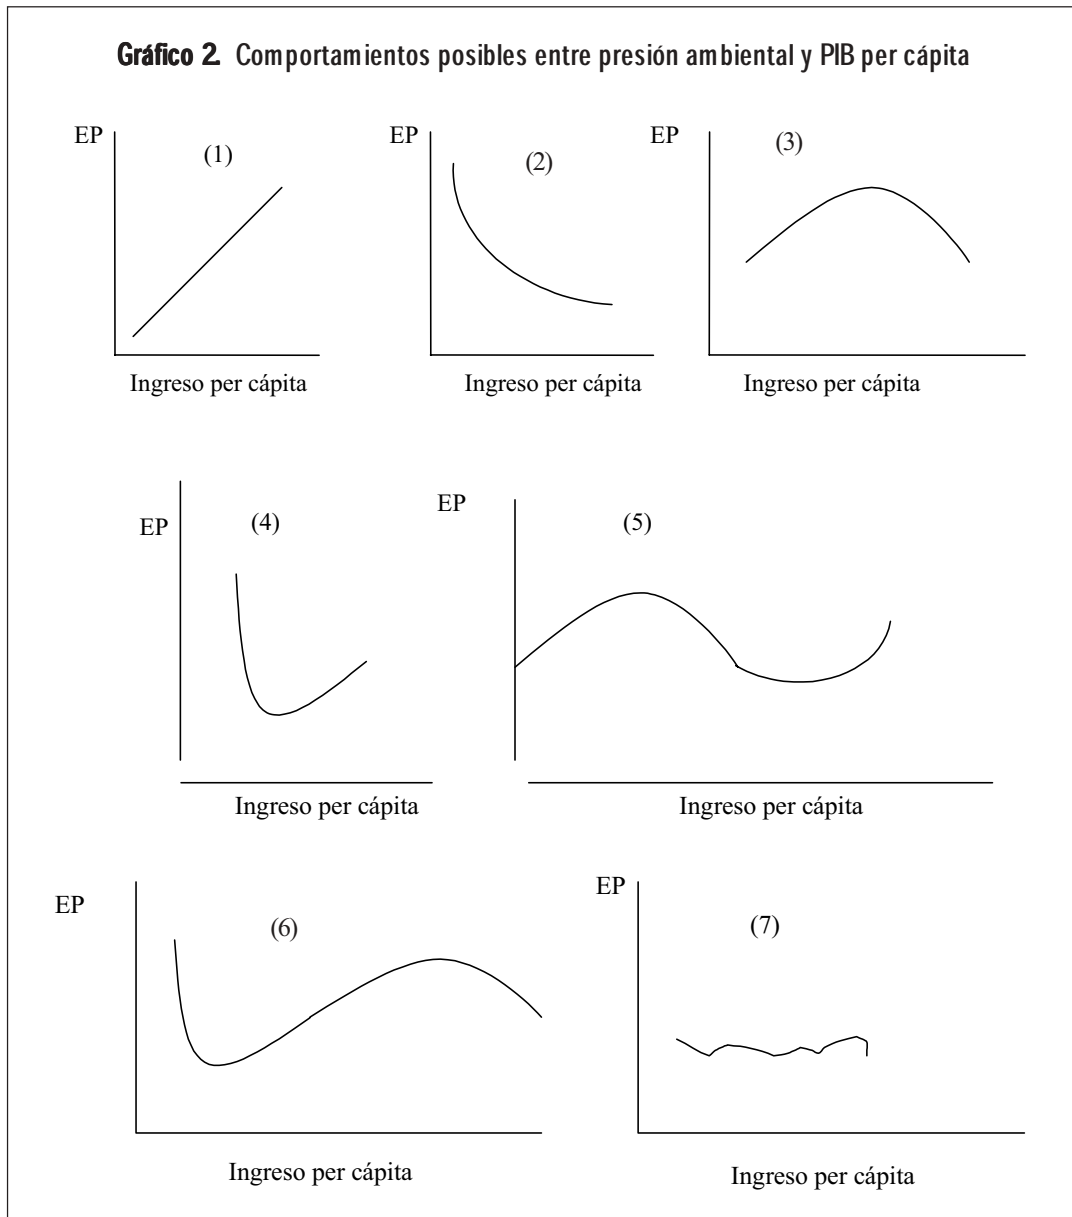 Gráfico 2. Comportamientos posibles entre presión ambiental y PIB per cápita
EP
(1)
Ingreso per cápita
EP
(2)
Ingreso per cápita
EP
(3)
Ingreso per cápita
EP
(4)
Ingreso per cápita
EP
(5)
Ingreso per cápita
EP
(6)
Ingreso per cápita
EP
(7)
Ingreso per cápita